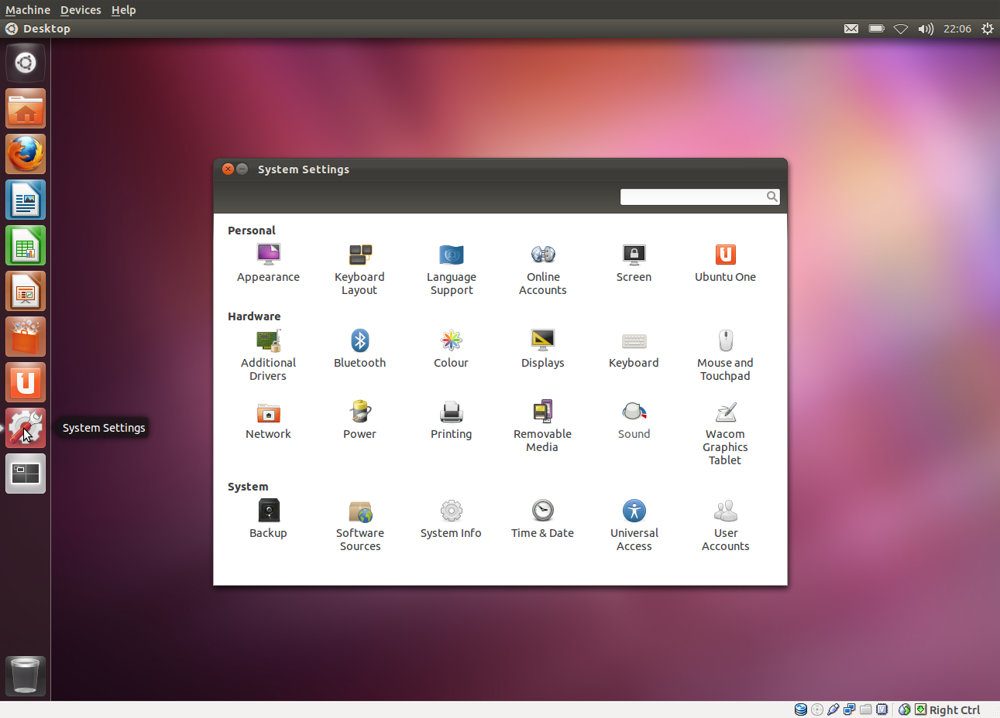 Machine Devices Help
Desktop 22:06
System Settings
Personal
Appearance Keyboard Layout Language Support Online Accounts Screen Ubuntu One
Hardware
Additional Drivers Bluetooth Colour Displays Keyboard Mouse and Touchpad
Network Power Printing Removable Media Sound Wacom Graphics Tablet
System Settings
System
Backup Software Sources System Info Time & Date Universal Access User Accounts
Right Ctrl